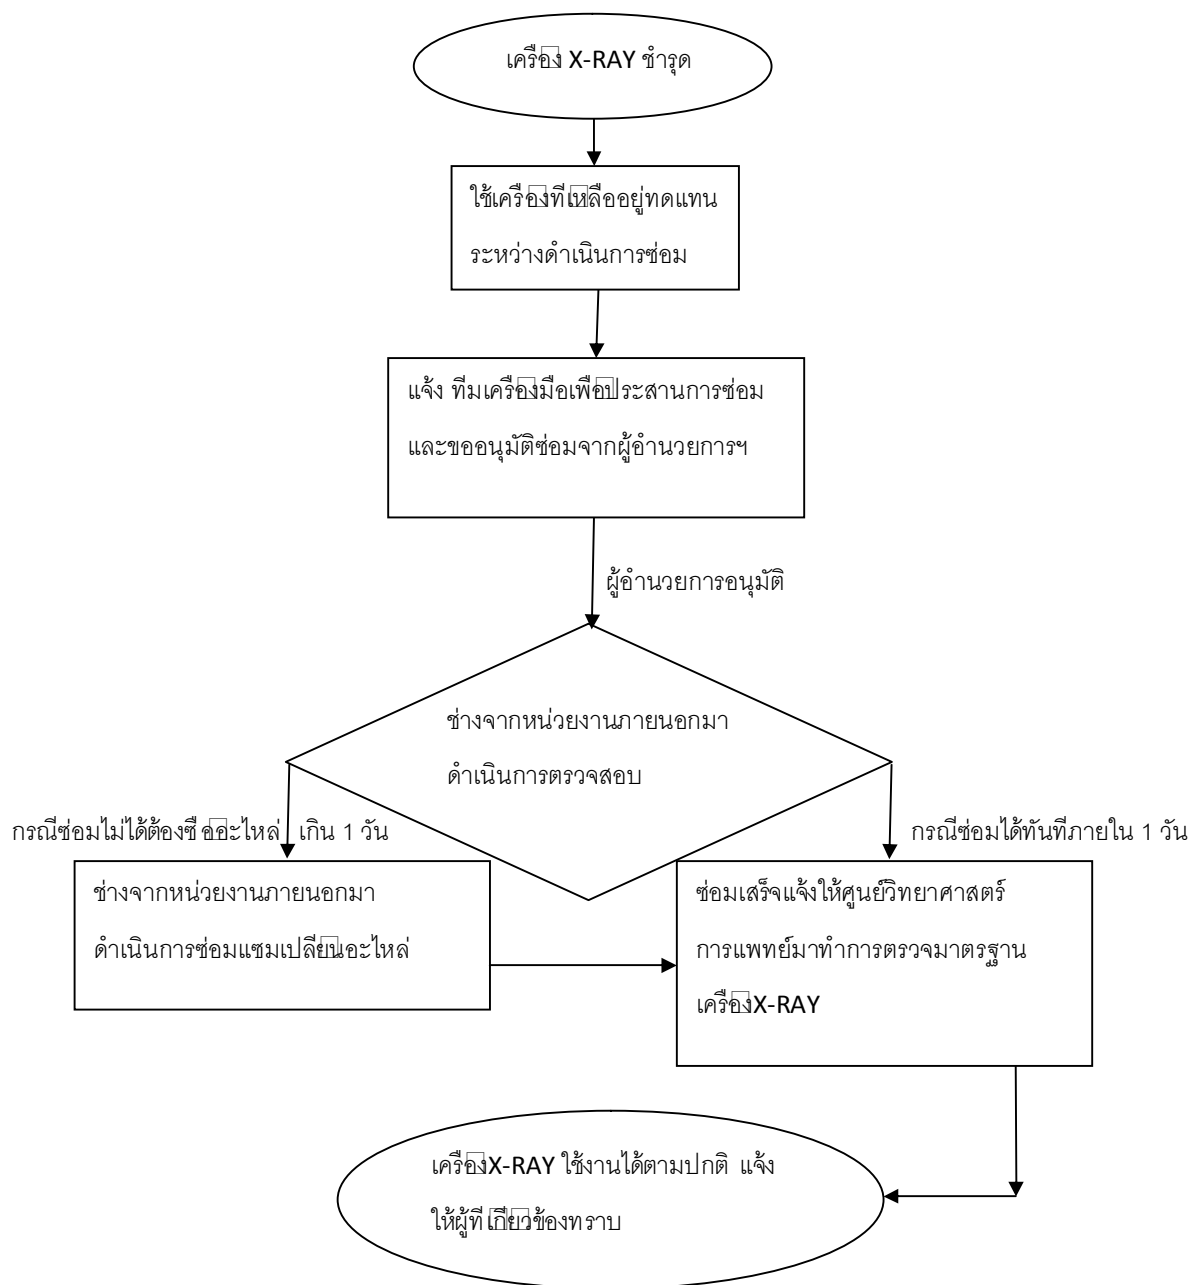 เครื่อง X-RAY ชำรุด
ใช้เครื่องที่เหลืออยู่ทดแทน
ระหว่างดำเนินการซ่อม
แจ้ง ทีมเครื่องมือเพื่อประสานการซ่อม
และขออนุมัติซ่อมจากผู้อำนวยการฯ
ผู้อำนวยการอนุมัติ
ช่างจากหน่วยงานภายนอกมา
ดำเนินการตรวจสอบ
กรณีซ่อมไม่ได้ต้องซื้ออะไหล่ เกิน 1 วัน
กรณีซ่อมได้ทันทีภายใน 1 วัน
ช่างจากหน่วยงานภายนอกมา
ดำเนินการซ่อมแซมเปลี่ยนอะไหล่
ซ่อมเสร็จแจ้งให้ศูนย์วิทยาศาสตร์
การแพทย์มาทำการตรวจมาตรฐาน
เครื่องX-RAY
เครื่องX-RAY ใช้งานได้ตามปกติ แจ้ง
ให้ผู้ที่เกี่ยวข้องทราบ